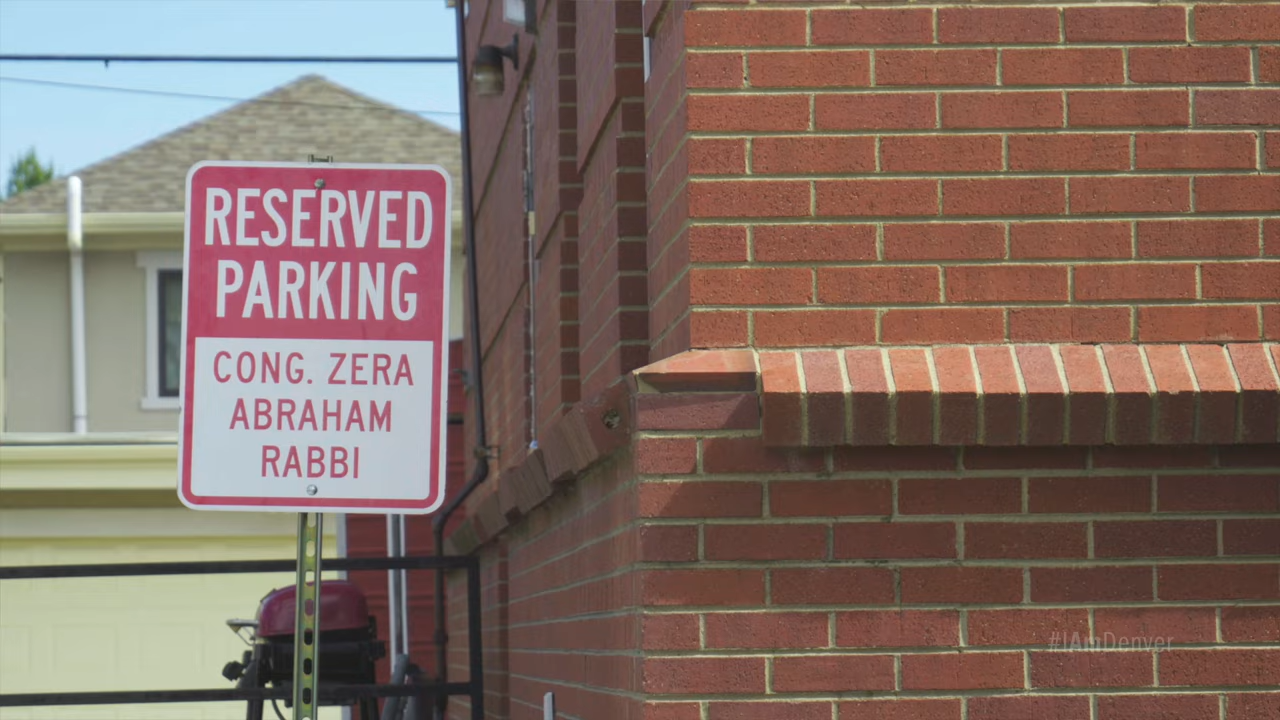 RESERVED
PARKING
CONG. ZERA
ABRAHAM
RABBI
#IAmDenver